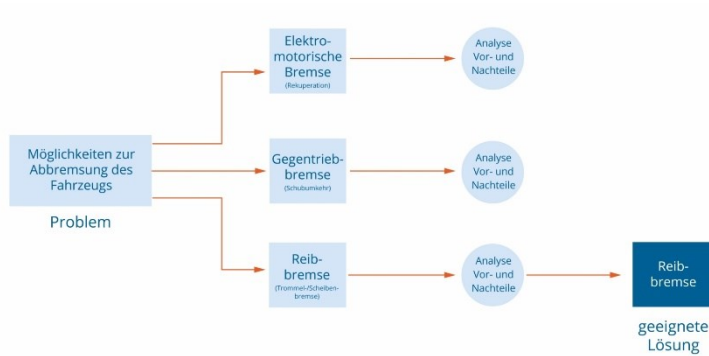 Elektro-
motorische
Bremse
(Rekuperation)
Analyse
Vor- und
Nachteile
Möglichkeiten zur
Abbremsung des
Fahrzeugs
Problem
Gegentrieb-
bremse
(Schubumkehr)
Analyse
Vor- und
Nachteile
Reib-
bremse
(Trommel-/Scheiben-
bremse)
Analyse
Vor- und
Nachteile
Reib-
bremse
geeignete
Lösung